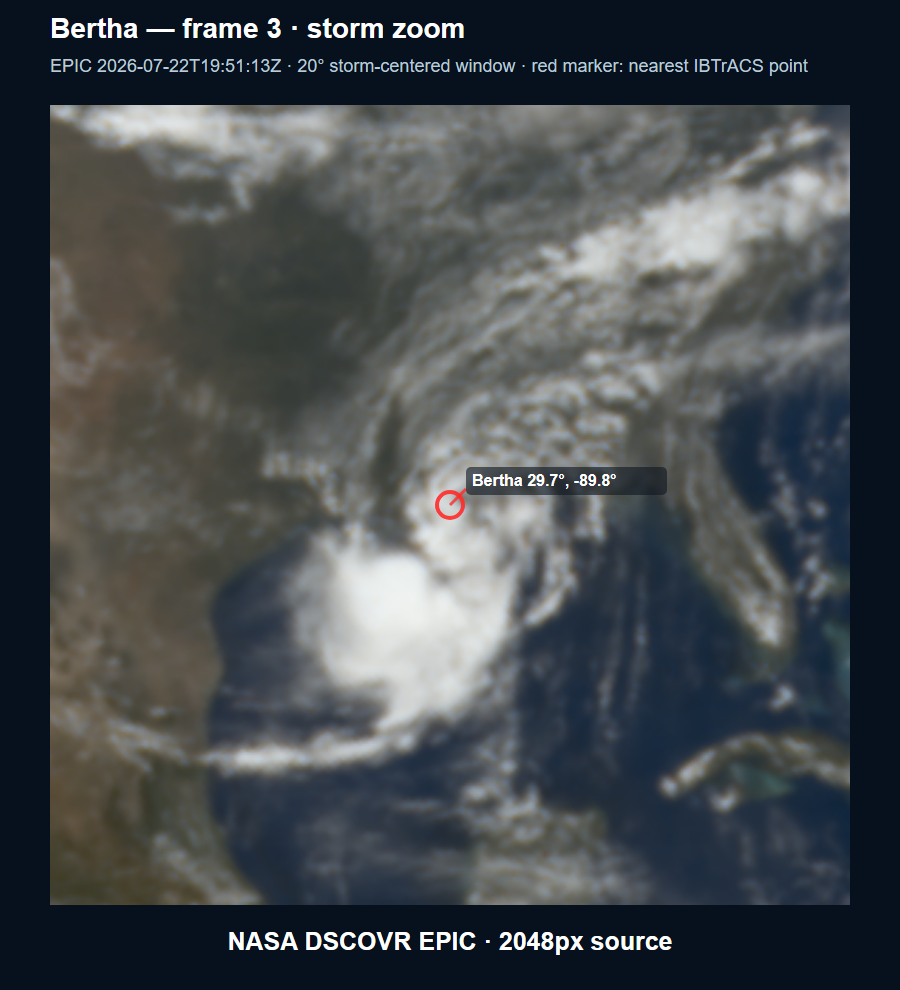 Bertha — frame 3 · storm zoom
EPIC 2026-07-22T19:51:13Z · 20° storm-centered window · red marker: nearest IBTrACS point
Bertha 29.7°, -89.8°
NASA DSCOVR EPIC · 2048px source